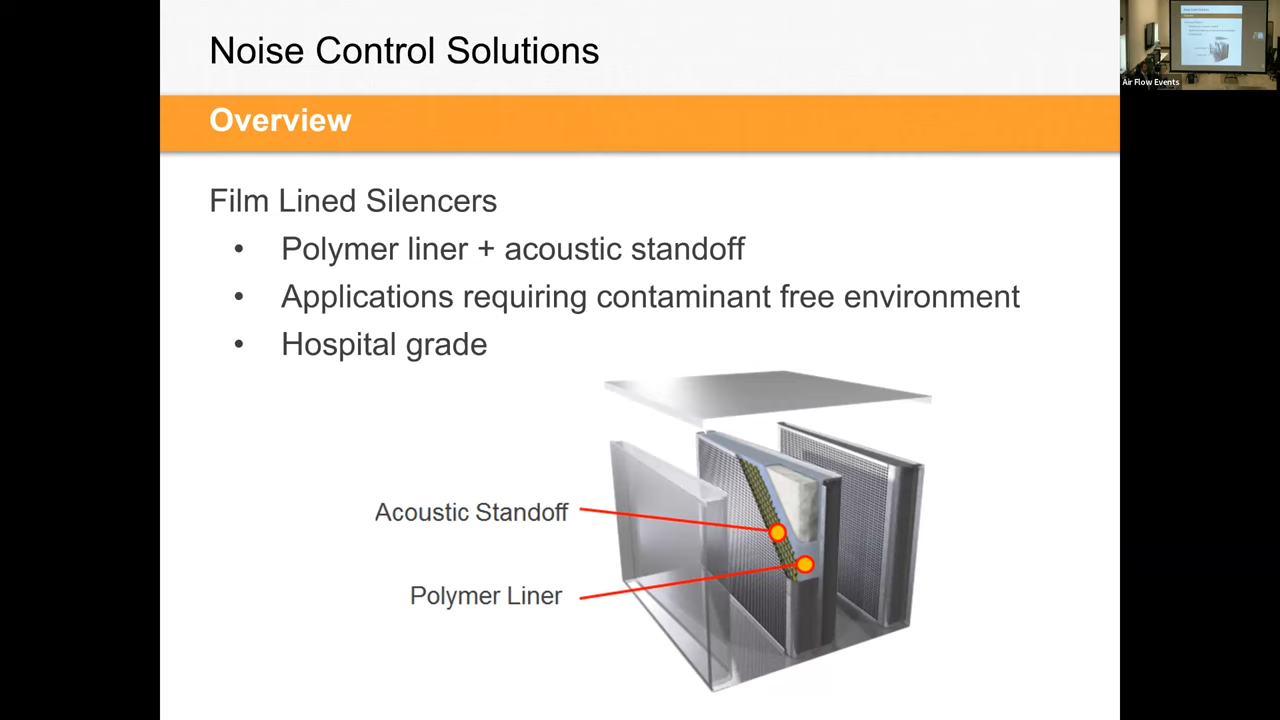 Noise Control Solutions
Overview
Film Lined Silencers
• Polymer liner + acoustic standoff
• Applications requiring contaminant free environment
• Hospital grade
Acoustic Standoff
Polymer Liner
Air Flow Events